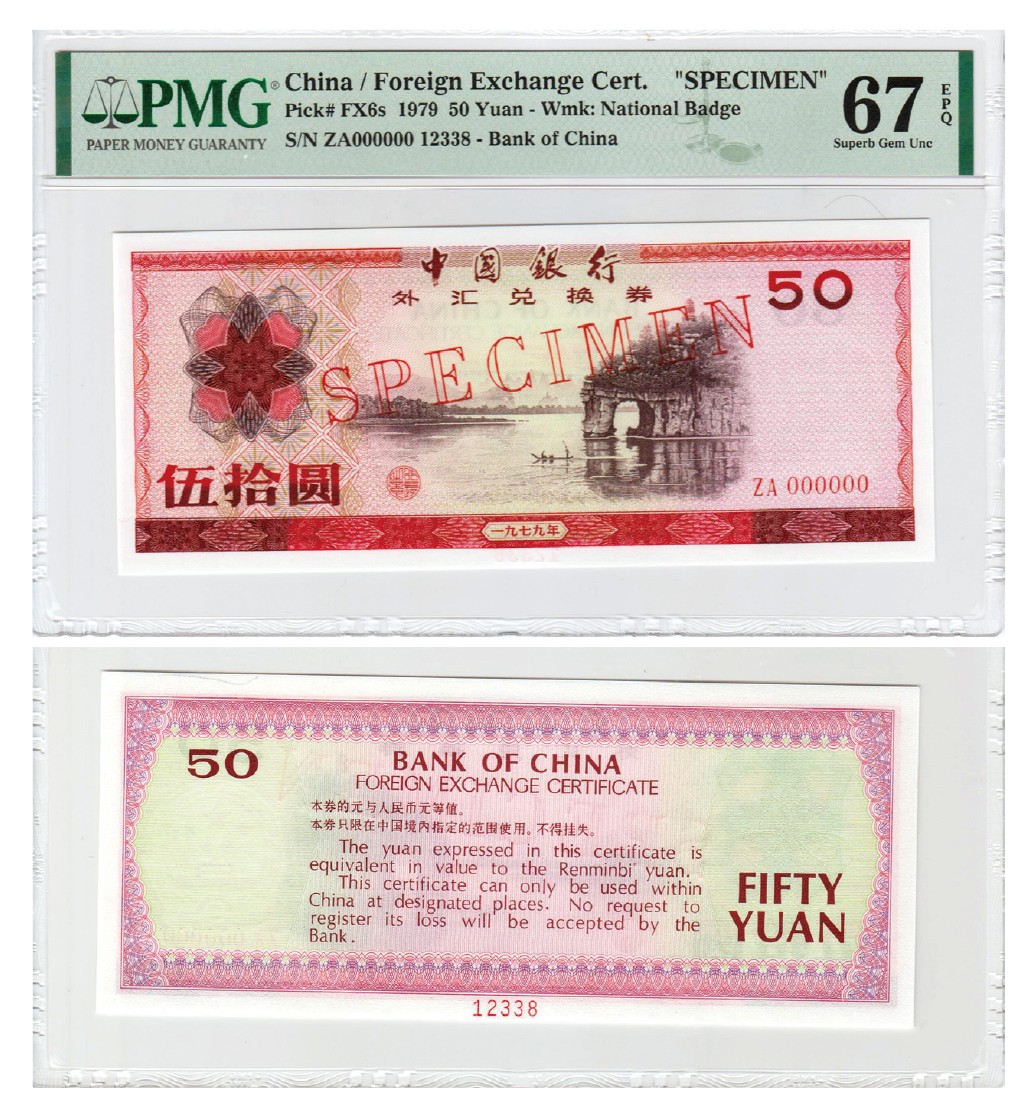 PMG®
PAPER MONEY GUARANTY
China / Foreign Exchange Cert. "SPECIMEN"
Pick# FX6s 1979 50 Yuan - Wmk: National Badge
S/N ZA000000 12338 - Bank of China
67
EPQ
Superb Gem Unc
中國銀行
外汇兑换券
50
SPECIMEN
伍拾圆
ZA 000000
一九七九年
50
BANK OF CHINA
FOREIGN EXCHANGE CERTIFICATE
本券的元与人民币元等值。
本券只限在中国境内指定的范围使用。不得挂失。
The yuan expressed in this certificate is
equivalent in value to the Renminbi yuan.
This certificate can only be used within
China at designated places. No request to
register its loss will be accepted by the
Bank.
FIFTY
YUAN
12338